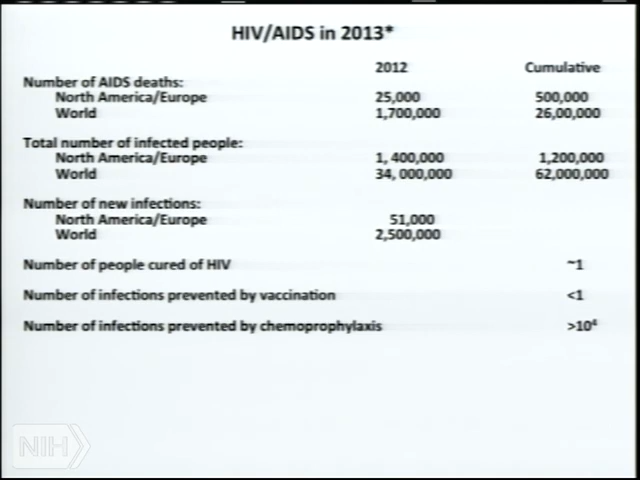 HIV/AIDS in 2013*
2012 Cumulative
Number of AIDS deaths:
North America/Europe 25,000 500,000
World 1,700,000 26,00,000
Total number of infected people:
North America/Europe 1, 400,000 1,200,000
World 34, 000,000 62,000,000
Number of new infections:
North America/Europe 51,000
World 2,500,000
Number of people cured of HIV ~1
Number of infections prevented by vaccination <1
Number of infections prevented by chemoprophylaxis >10⁴
NIH